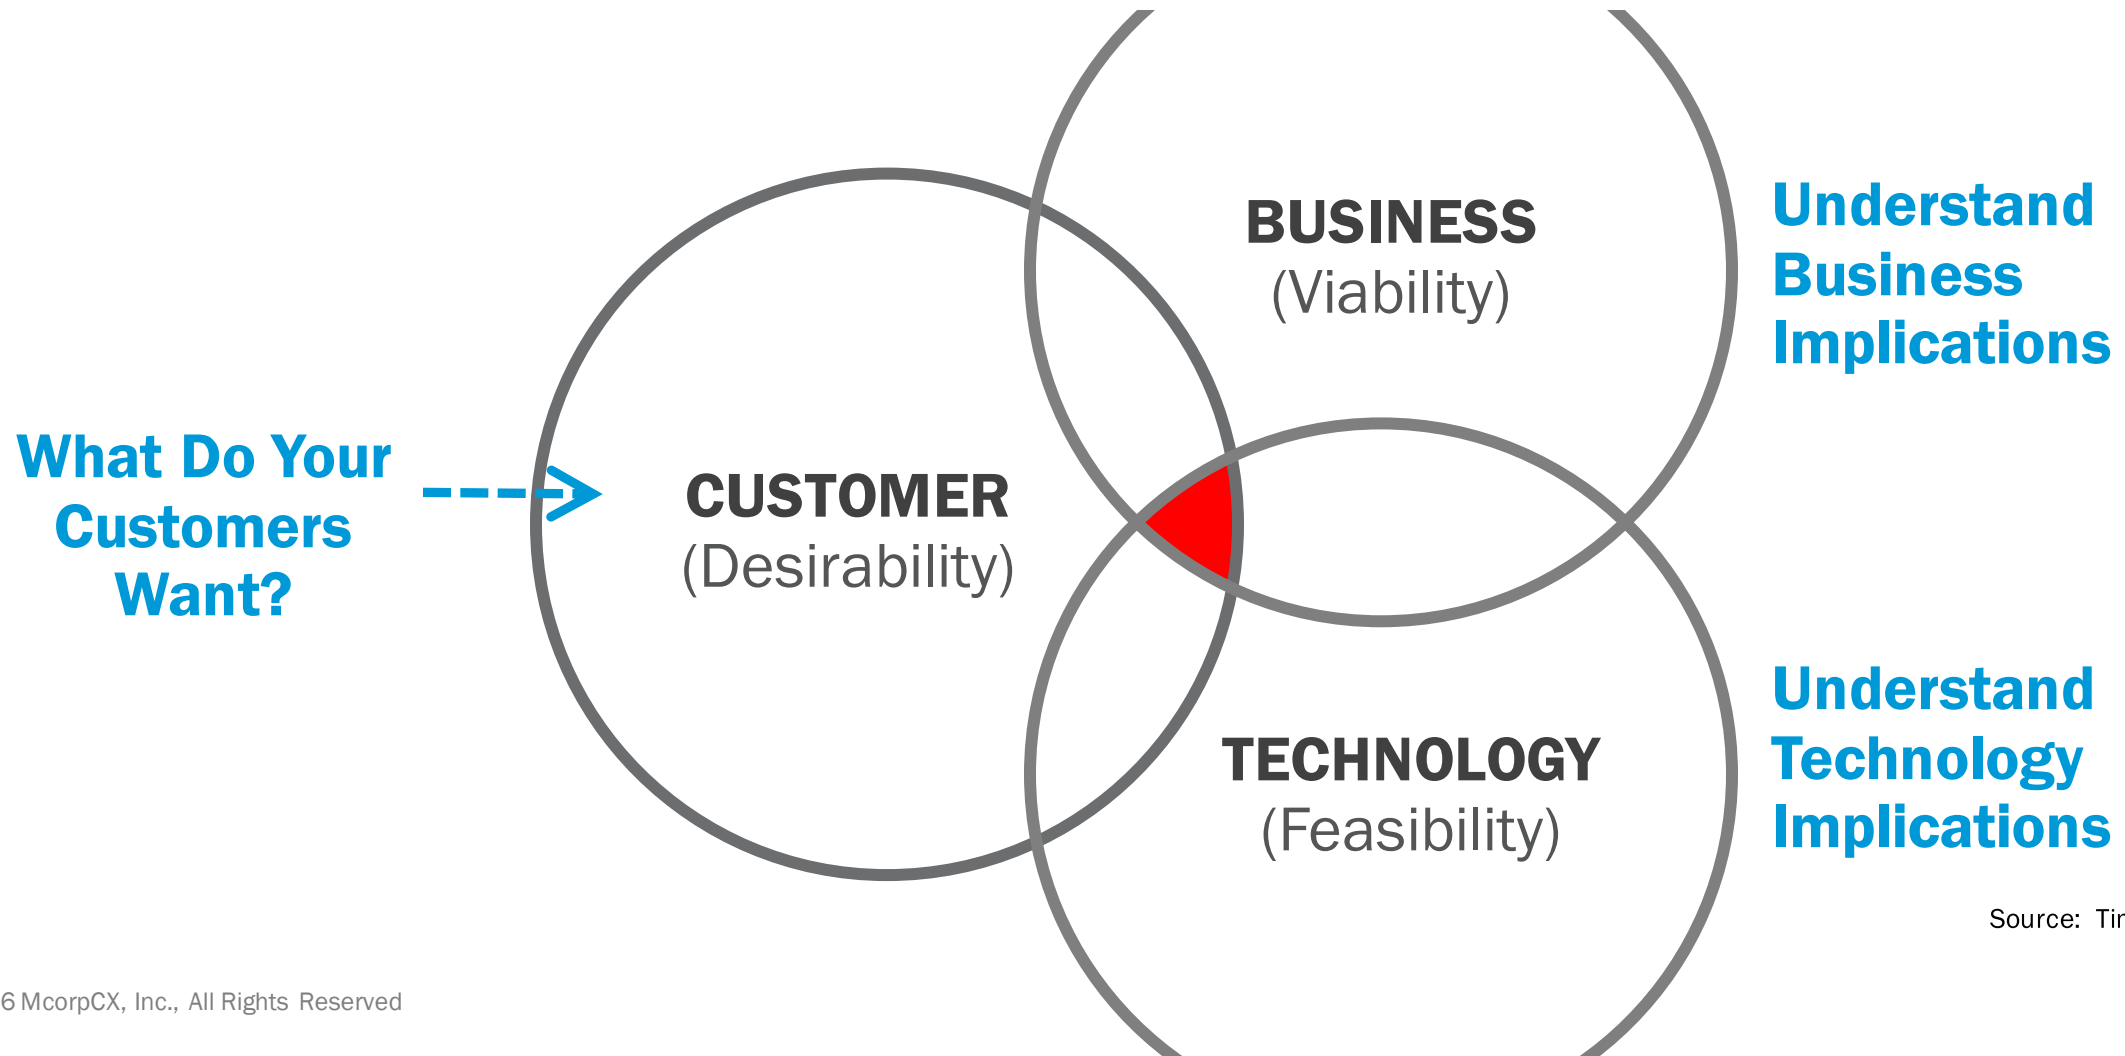 What Do Your
Customers
Want?
CUSTOMER
(Desirability)
BUSINESS
(Viability)
Understand
Business
Implications
TECHNOLOGY
(Feasibility)
Understand
Technology
Implications
Source:
6 McorpCX, Inc., All Rights Reserved